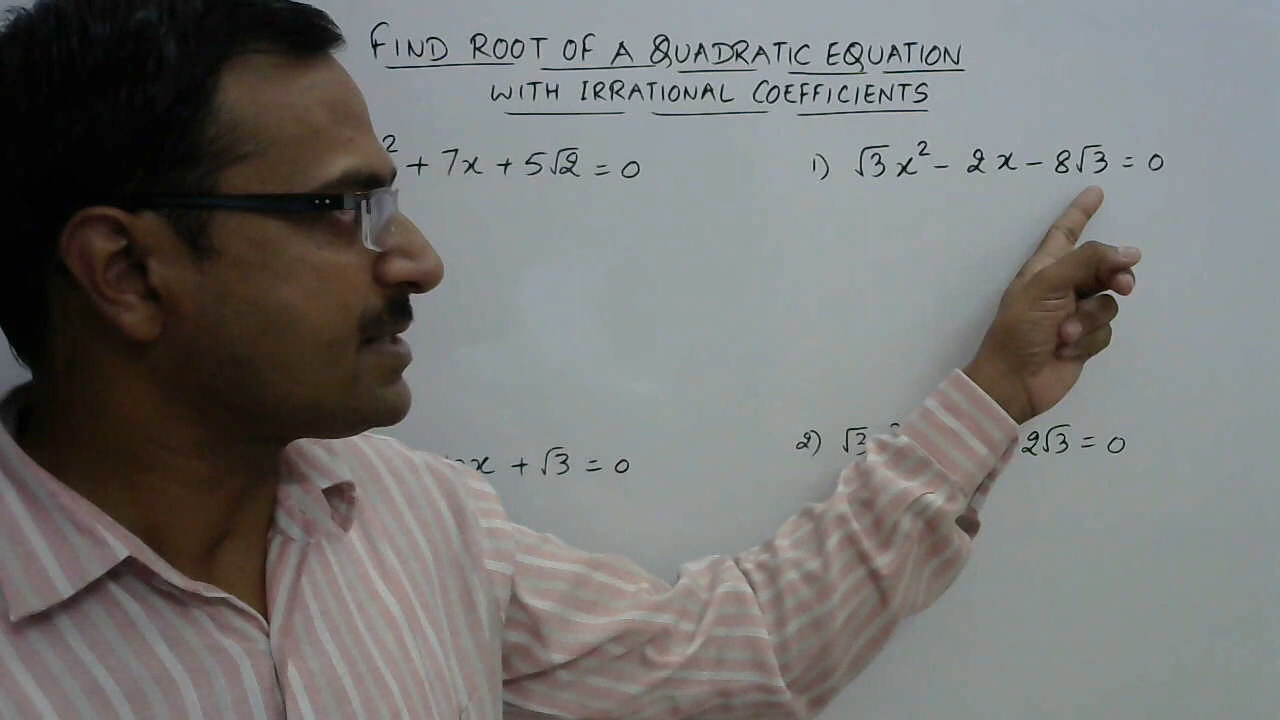 FIND ROOT OF A QUADRATIC EQUATION
WITH IRRATIONAL COEFFICIENTS
² + 7x + 5√2 = 0
1) √3x² - 2x - 8√3 = 0
x + √3 = 0
2) √3 2√3 = 0